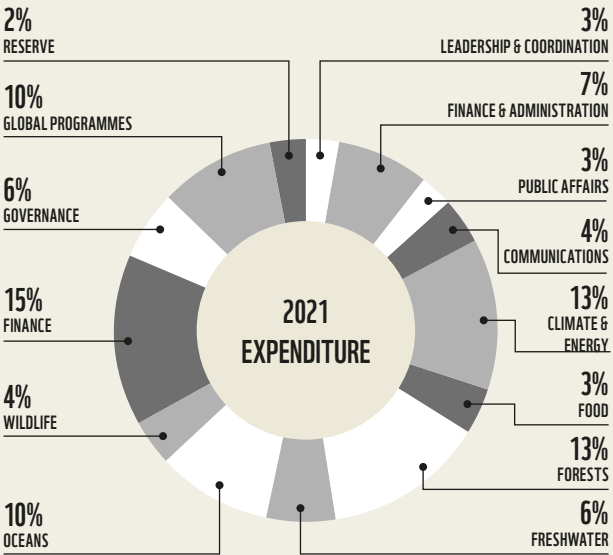 2%
RESERVE
10%
GLOBAL PROGRAMMES
6%
GOVERNANCE
15%
FINANCE
4%
WILDLIFE
10%
OCEANS
2021
EXPENDITURE
3%
LEADERSHIP & COORDINATION
7%
FINANCE & ADMINISTRATION
3%
PUBLIC AFFAIRS
4%
COMMUNICATIONS
13%
CLIMATE &
ENERGY
3%
FOOD
13%
FORESTS
6%
FRESHWATER